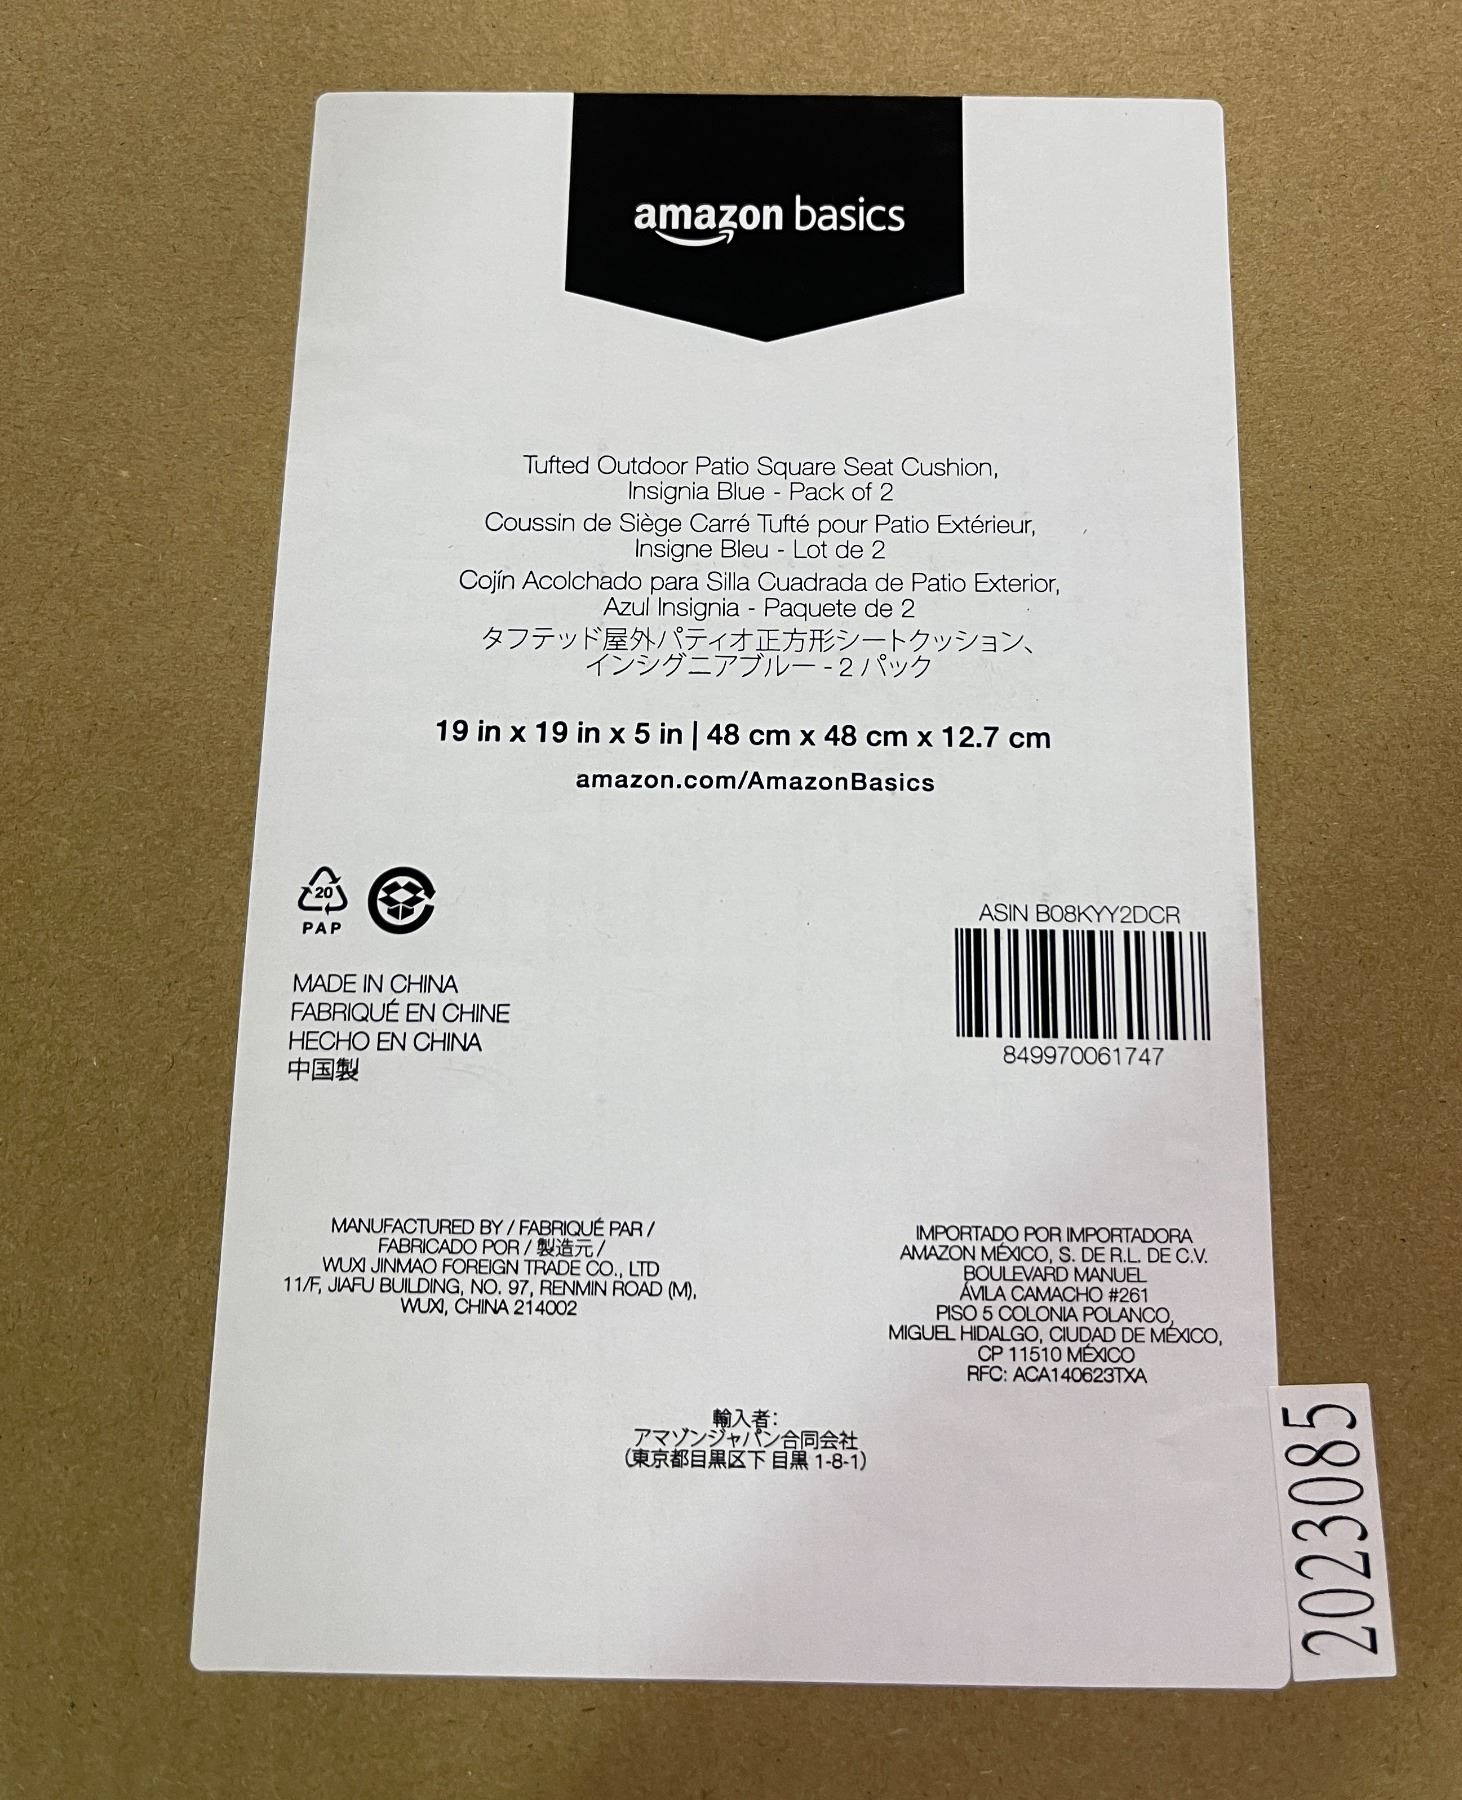 amazon basics
Tufted Outdoor Patio Square Seat Cushion,
Insignia Blue - Pack of 2
Coussin de Siège Carré Tufté pour Patio Extérieur,
Insigne Bleu - Lot de 2
Cojín Acolchado para Silla Cuadrada de Patio Exterior,
Azul Insignia - Paquete de 2
タフテッド屋外パティオ正方形シートクッション、
インシグニアブルー - 2 パック
19 in x 19 in x 5 in | 48 cm x 48 cm x 12.7 cm
amazon.com/AmazonBasics
20
PAP
ASIN B08KYY2DCR
849970061747
MADE IN CHINA
FABRIQUÉ EN CHINE
HECHO EN CHINA
中国製
MANUFACTURED BY / FABRIQUÉ PAR /
FABRICADO POR / 製造元 /
WUXI JINMAO FOREIGN TRADE CO., LTD
11/F, JIAFU BUILDING, NO. 97, RENMIN ROAD (M),
WUXI, CHINA 214002
IMPORTADO POR IMPORTADORA
AMAZON MÉXICO, S. DE R.L. DE C.V.
BOULEVARD MANUEL
ÁVILA CAMACHO #261
PISO 5 COLONIA POLANCO,
MIGUEL HIDALGO, CIUDAD DE MÉXICO,
CP 11510 MÉXICO
RFC: ACA140623TXA
輸入者:
アマゾンジャパン合同会社
(東京都目黒区下 目黒 1-8-1)
2023085